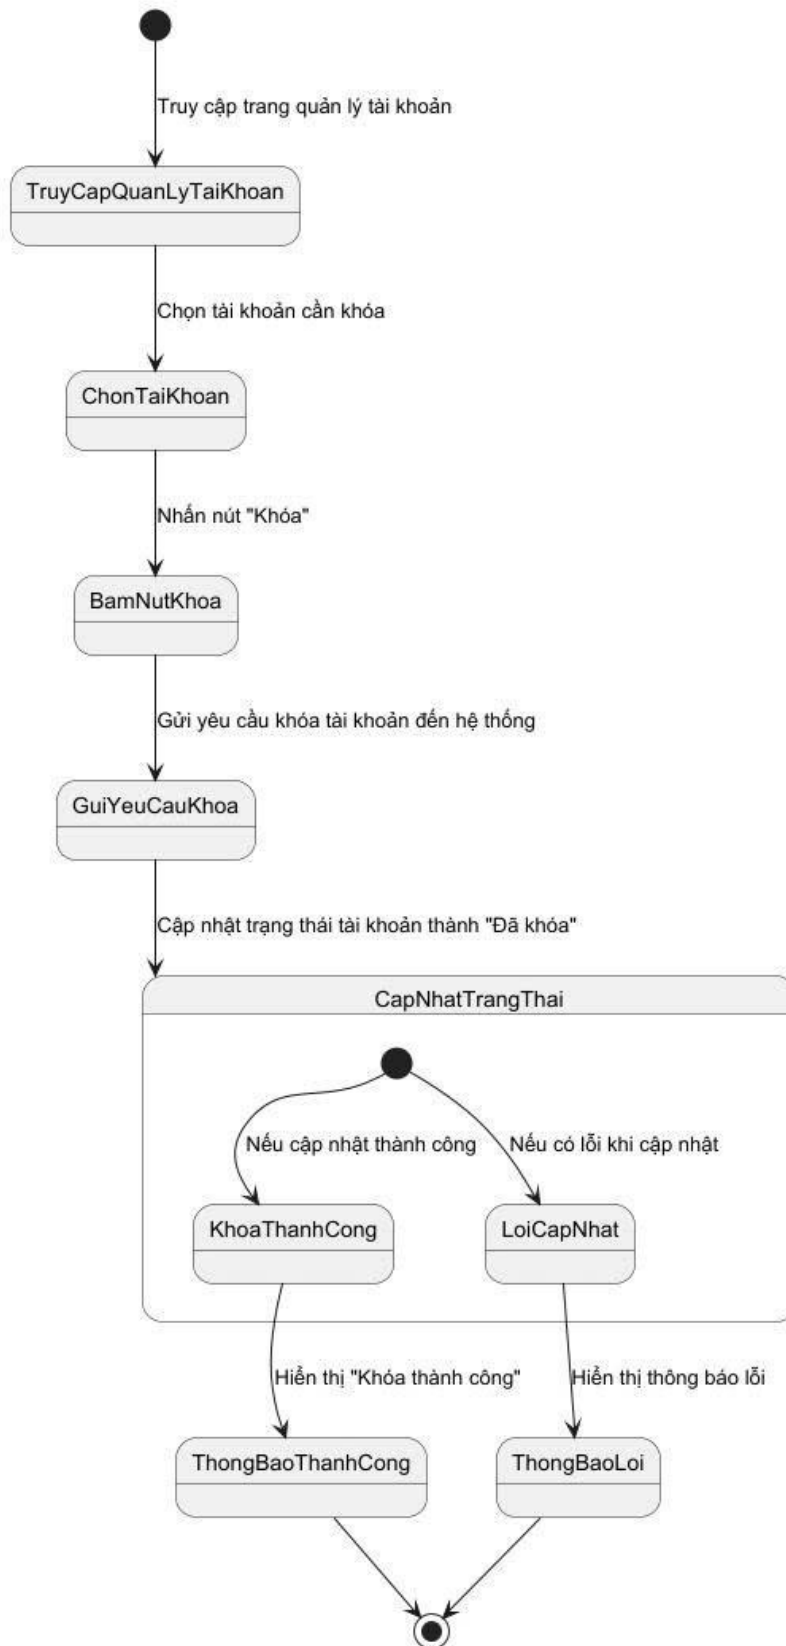 Truy cập trang quản lý tài khoản
TruyCapQuanLyTaiKhoan
Chọn tài khoản cần khóa
ChonTaiKhoan
Nhấn nút "Khóa"
BamNutKhoa
Gửi yêu cầu khóa tài khoản đến hệ thống
GuiYeuCauKhoa
Cập nhật trạng thái tài khoản thành "Đã khóa"
CapNhatTrangThai
Nếu cập nhật thành công
Nếu có lỗi khi cập nhật
KhoaThanhCong
LoiCapNhat
Hiển thị "Khóa thành công"
Hiển thị thông báo lỗi
ThongBaoThanhCong
ThongBaoLoi